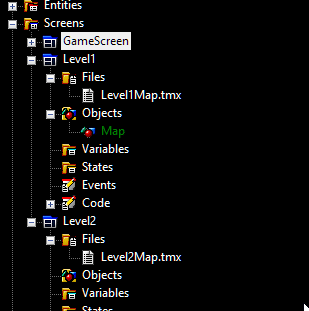 Entities
Screens
GameScreen
Level1
Files
Level1Map.tmx
Objects
Map
Variables
States
Events
Code
Level2
Files
Level2Map.tmx
Objects
Variables
States